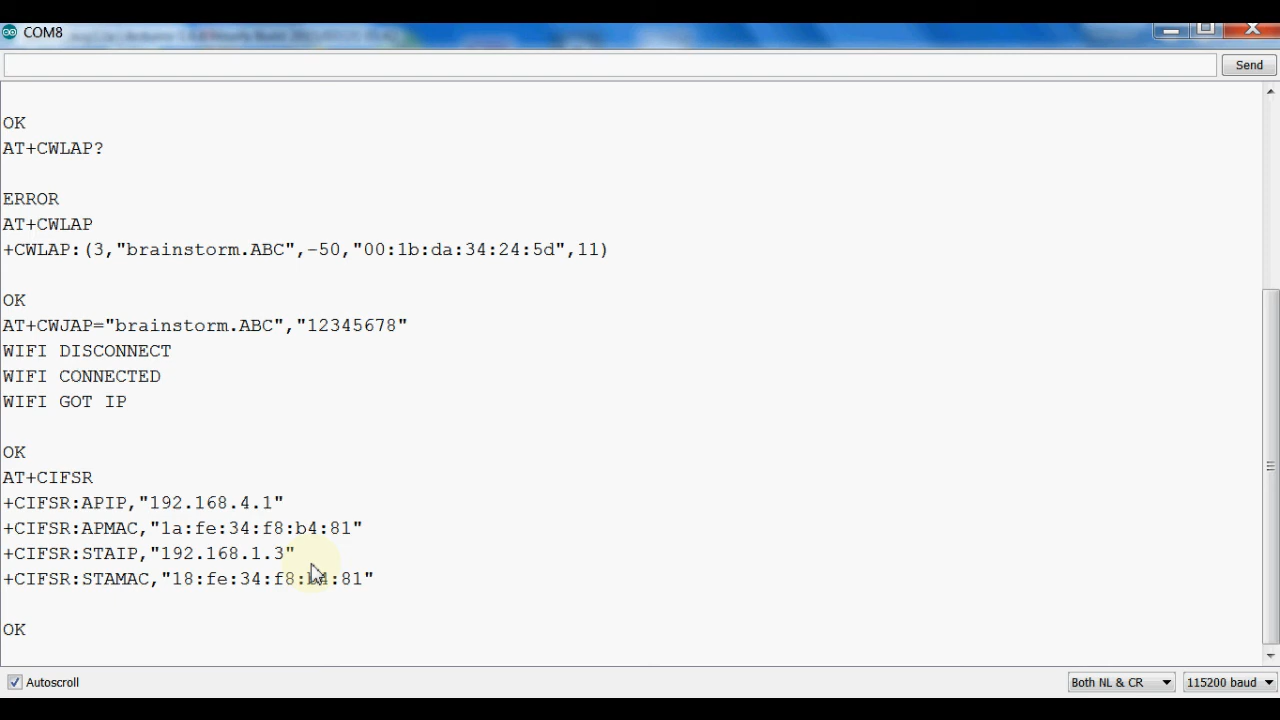 COM8
Send
OK
AT+CWLAP?
ERROR
AT+CWLAP
+CWLAP:(3,"brainstorm.ABC",-50,"00:1b:da:34:24:5d",11)
OK
AT+CWJAP="brainstorm.ABC","12345678"
WIFI DISCONNECT
WIFI CONNECTED
WIFI GOT IP
OK
AT+CIFSR
+CIFSR:APIP,"192.168.4.1"
+CIFSR:APMAC,"1a:fe:34:f8:b4:81"
+CIFSR:STAIP,"192.168.1.3"
+CIFSR:STAMAC,"18:fe:34:f8:b4:81"
OK
Autoscroll
Both NL & CR
115200 baud